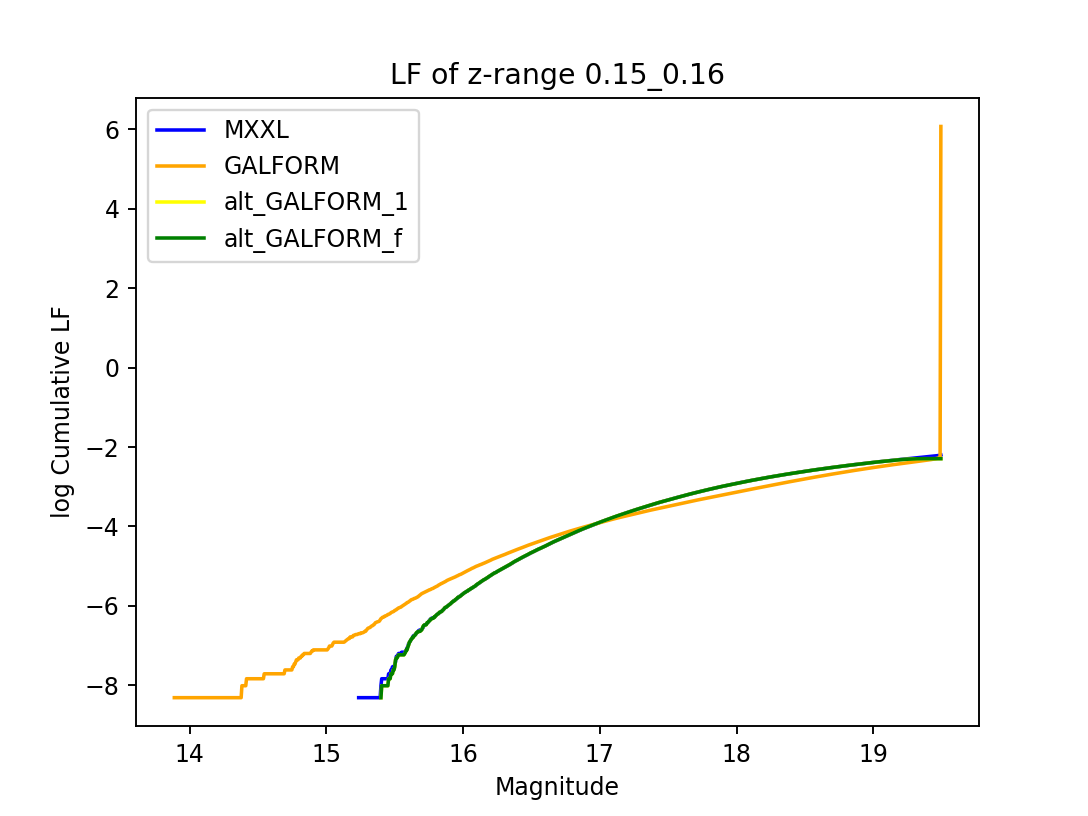 LF of z-range 0.15_0.16
MXXL
GALFORM
alt_GALFORM_1
alt_GALFORM_f
log Cumulative LF
6
4
2
0
−2
−4
−6
−8
14 15 16 17 18 19
Magnitude